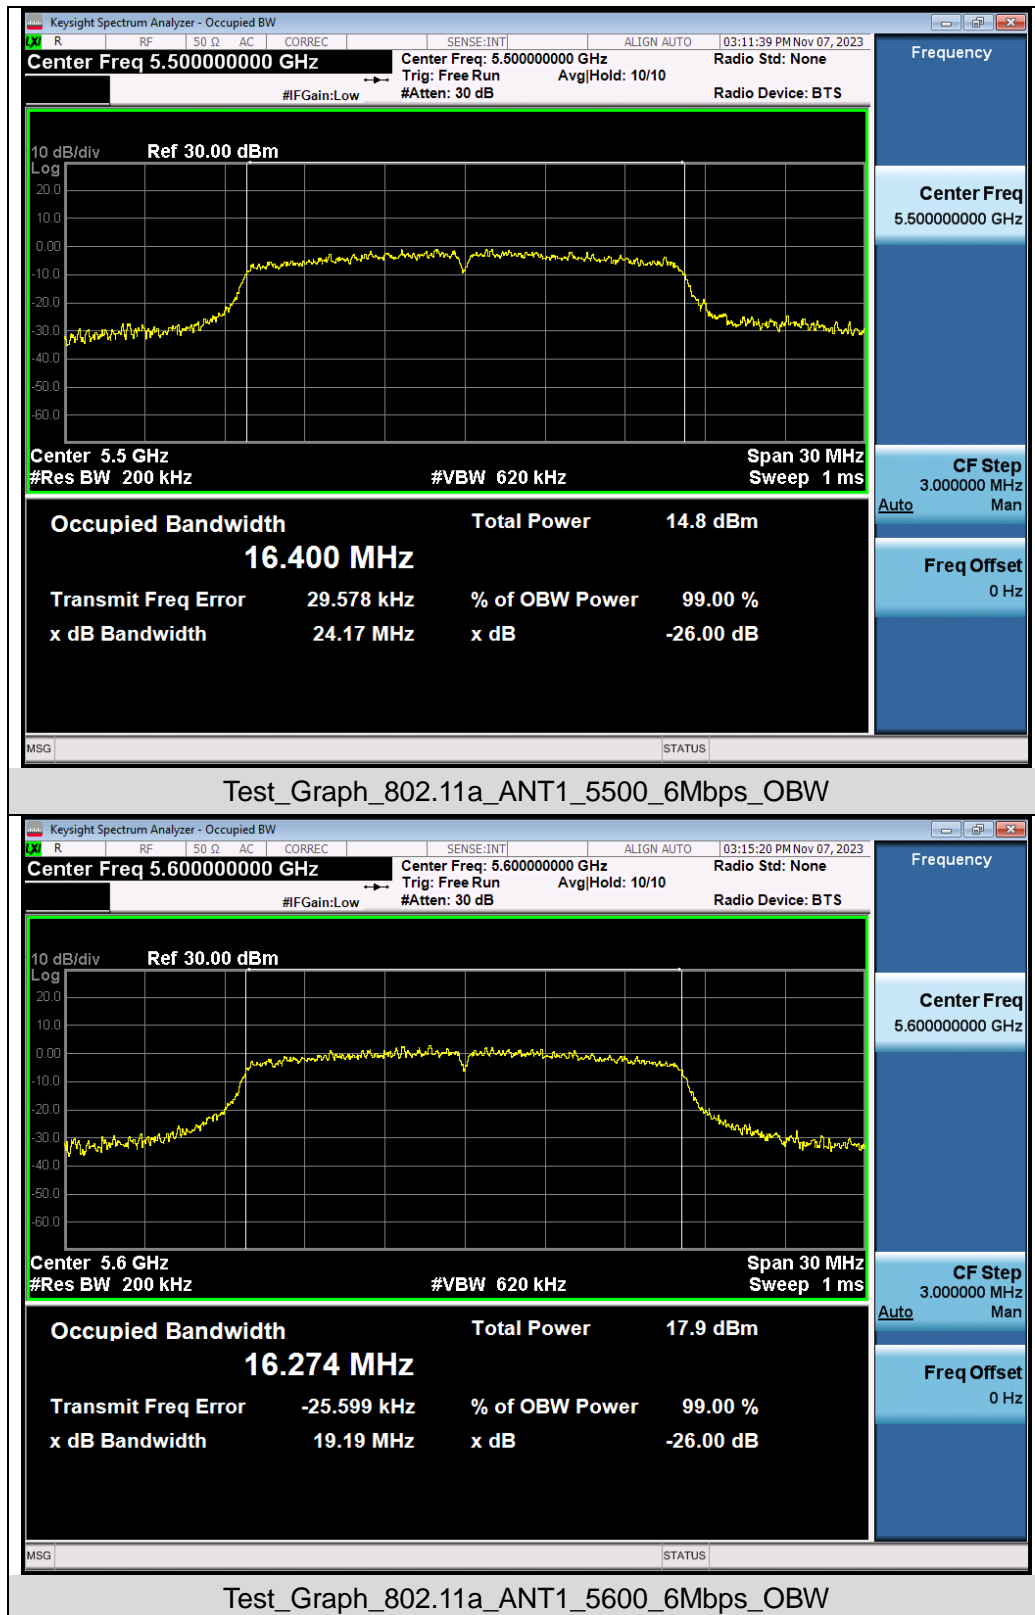 Keysight Spectrum Analyzer - Occupied BW
LXI R RF 50 Ω AC CORREC SENSE:INT ALIGN AUTO 03:11:39 PM Nov 07, 2023
Center Freq 5.500000000 GHz
Center Freq: 5.500000000 GHz Radio Std: None
Trig: Free Run Avg|Hold: 10/10
#IFGain:Low #Atten: 30 dB Radio Device: BTS
Frequency
10 dB/div Ref 30.00 dBm
Log
20.0
10.0
0.00
-10.0
-20.0
-30.0
-40.0
-50.0
-60.0
Center Freq
5.500000000 GHz
Center 5.5 GHz Span 30 MHz
#Res BW 200 kHz #VBW 620 kHz Sweep 1 ms
CF Step
3.000000 MHz
Auto Man
Occupied Bandwidth Total Power 14.8 dBm
16.400 MHz
Transmit Freq Error 29.578 kHz % of OBW Power 99.00 %
x dB Bandwidth 24.17 MHz x dB -26.00 dB
Freq Offset
0 Hz
MSG STATUS
Test_Graph_802.11a_ANT1_5500_6Mbps_OBW
Keysight Spectrum Analyzer - Occupied BW
LXI R RF 50 Ω AC CORREC SENSE:INT ALIGN AUTO 03:15:20 PM Nov 07, 2023
Center Freq 5.600000000 GHz
Center Freq: 5.600000000 GHz Radio Std: None
Trig: Free Run Avg|Hold: 10/10
#IFGain:Low #Atten: 30 dB Radio Device: BTS
Frequency
10 dB/div Ref 30.00 dBm
Log
20.0
10.0
0.00
-10.0
-20.0
-30.0
-40.0
-50.0
-60.0
Center Freq
5.600000000 GHz
Center 5.6 GHz Span 30 MHz
#Res BW 200 kHz #VBW 620 kHz Sweep 1 ms
CF Step
3.000000 MHz
Auto Man
Occupied Bandwidth Total Power 17.9 dBm
16.274 MHz
Transmit Freq Error -25.599 kHz % of OBW Power 99.00 %
x dB Bandwidth 19.19 MHz x dB -26.00 dB
Freq Offset
0 Hz
MSG STATUS
Test_Graph_802.11a_ANT1_5600_6Mbps_OBW